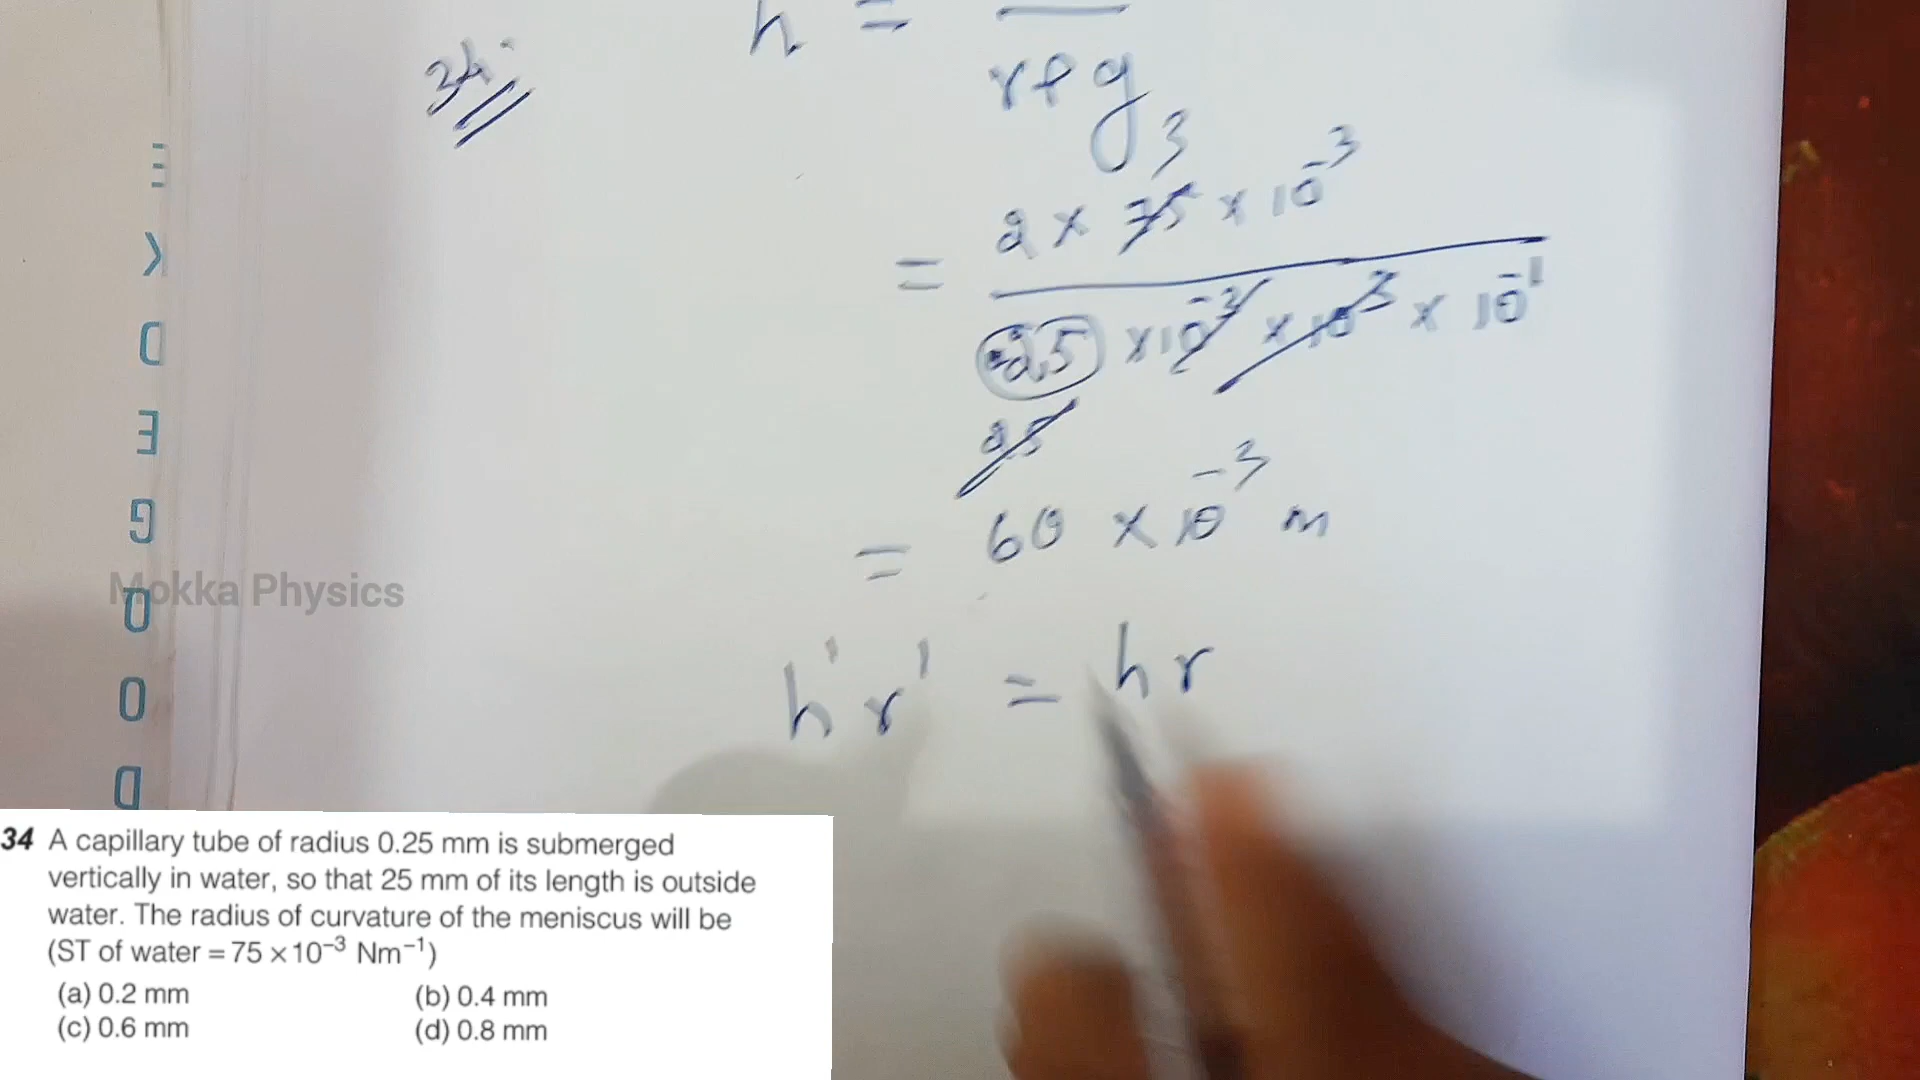 34.
h =
rρg
3
= 2 × 75 × 10⁻³
.25 × 10⁻³ × 10³ × 10¹
25
= 60 × 10⁻³ m
h'r' = hr
Mokka Physics
34 A capillary tube of radius 0.25 mm is submerged
vertically in water, so that 25 mm of its length is outside
water. The radius of curvature of the meniscus will be
(ST of water = 75 × 10⁻³ Nm⁻¹)
(a) 0.2 mm (b) 0.4 mm
(c) 0.6 mm (d) 0.8 mm